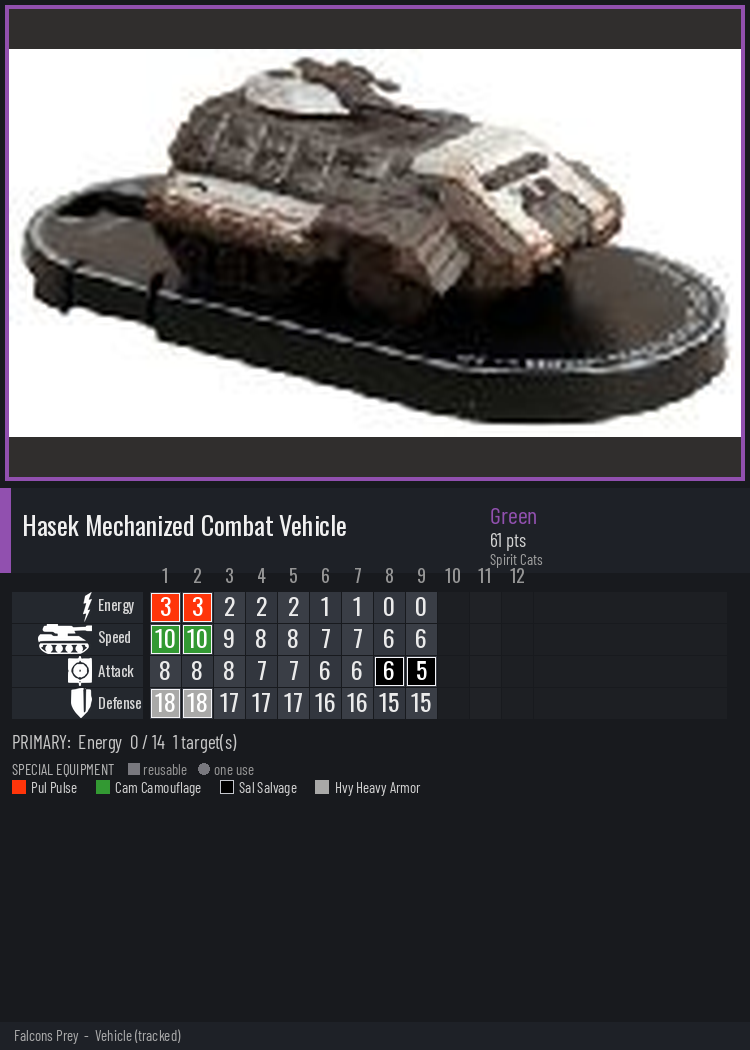 Hasek Mechanized Combat Vehicle
Green
61 pts
Spirit Cats
1 2 3 4 5 6 7 8 9 10 11 12
Energy 3 3 2 2 2 1 1 0 0
Speed 10 10 9 8 8 7 7 6 6
Attack 8 8 8 7 7 6 6 6 5
Defense 18 18 17 17 17 16 16 15 15
PRIMARY: Energy 0 / 14 1 target(s)
SPECIAL EQUIPMENT reusable one use
Pul Pulse Cam Camouflage Sal Salvage Hvy Heavy Armor
Falcons Prey - Vehicle (tracked)